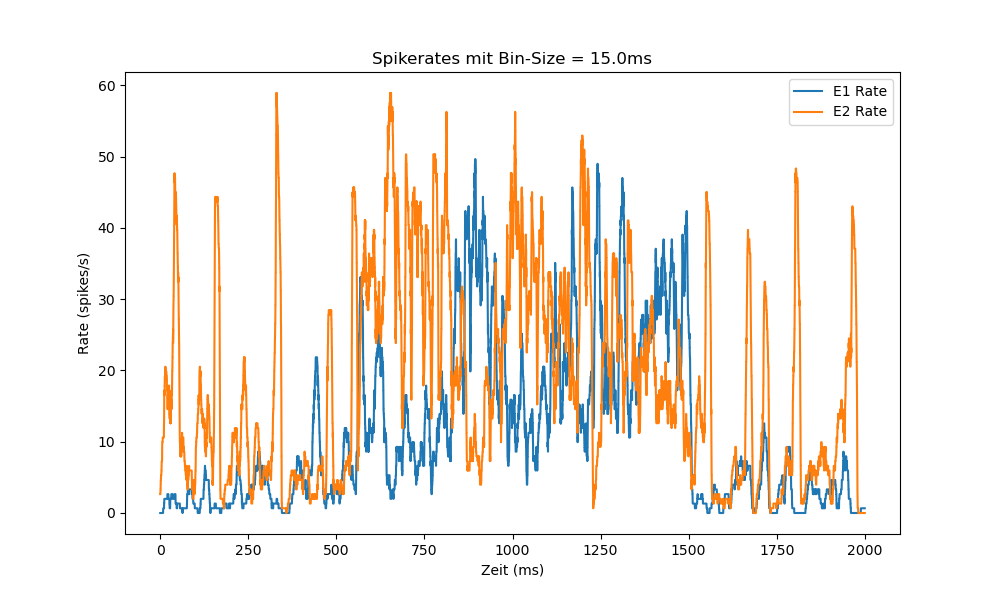 Spikerates mit Bin-Size = 15.0ms
E1 Rate
E2 Rate
Rate (spikes/s)
60
50
40
30
20
10
0
0 250 500 750 1000 1250 1500 1750 2000
Zeit (ms)